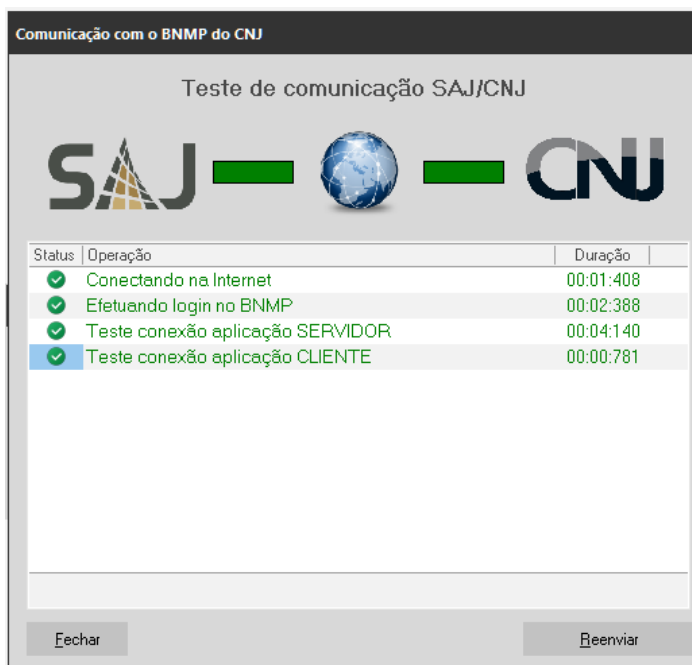 Comunicação com o BNMP do CNJ
Teste de comunicação SAJ/CNJ
SAJ CNJ
Status Operação Duração
Conectando na Internet 00:01:408
Efetuando login no BNMP 00:02:388
Teste conexão aplicação SERVIDOR 00:04:140
Teste conexão aplicação CLIENTE 00:00:781
Fechar Reenviar